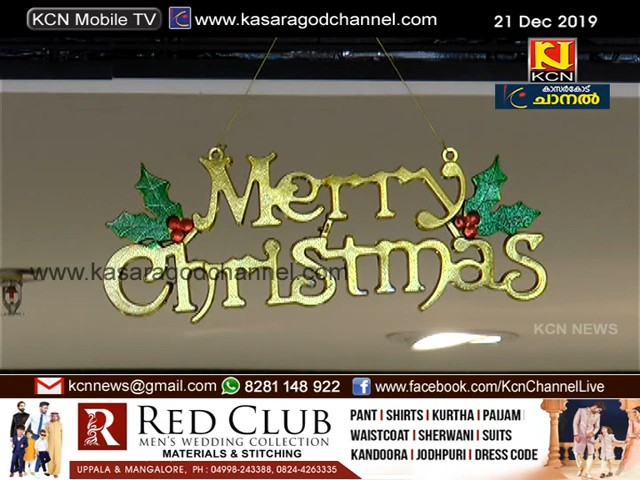 KCN Mobile TV
www.kasaragodchannel.com
21 Dec 2019
KCN
കാസർകോട്
ചാനൽ
Merry
Christmas
www.kasaragodchannel.com
KCN NEWS
kcnnews@gmail.com 8281 148 922 www.facebook.com/KcnChannelLive
R RED CLUB
MEN'S WEDDING COLLECTION
MATERIALS & STITCHING
UPPALA & MANGALORE, PH : 04998-243388, 0824-4263335
PANT | SHIRTS | KURTHA | PAIJAM
WAISTCOAT | SHERWANI | SUITS
KANDOORA | JODHPURI | DRESS CODE